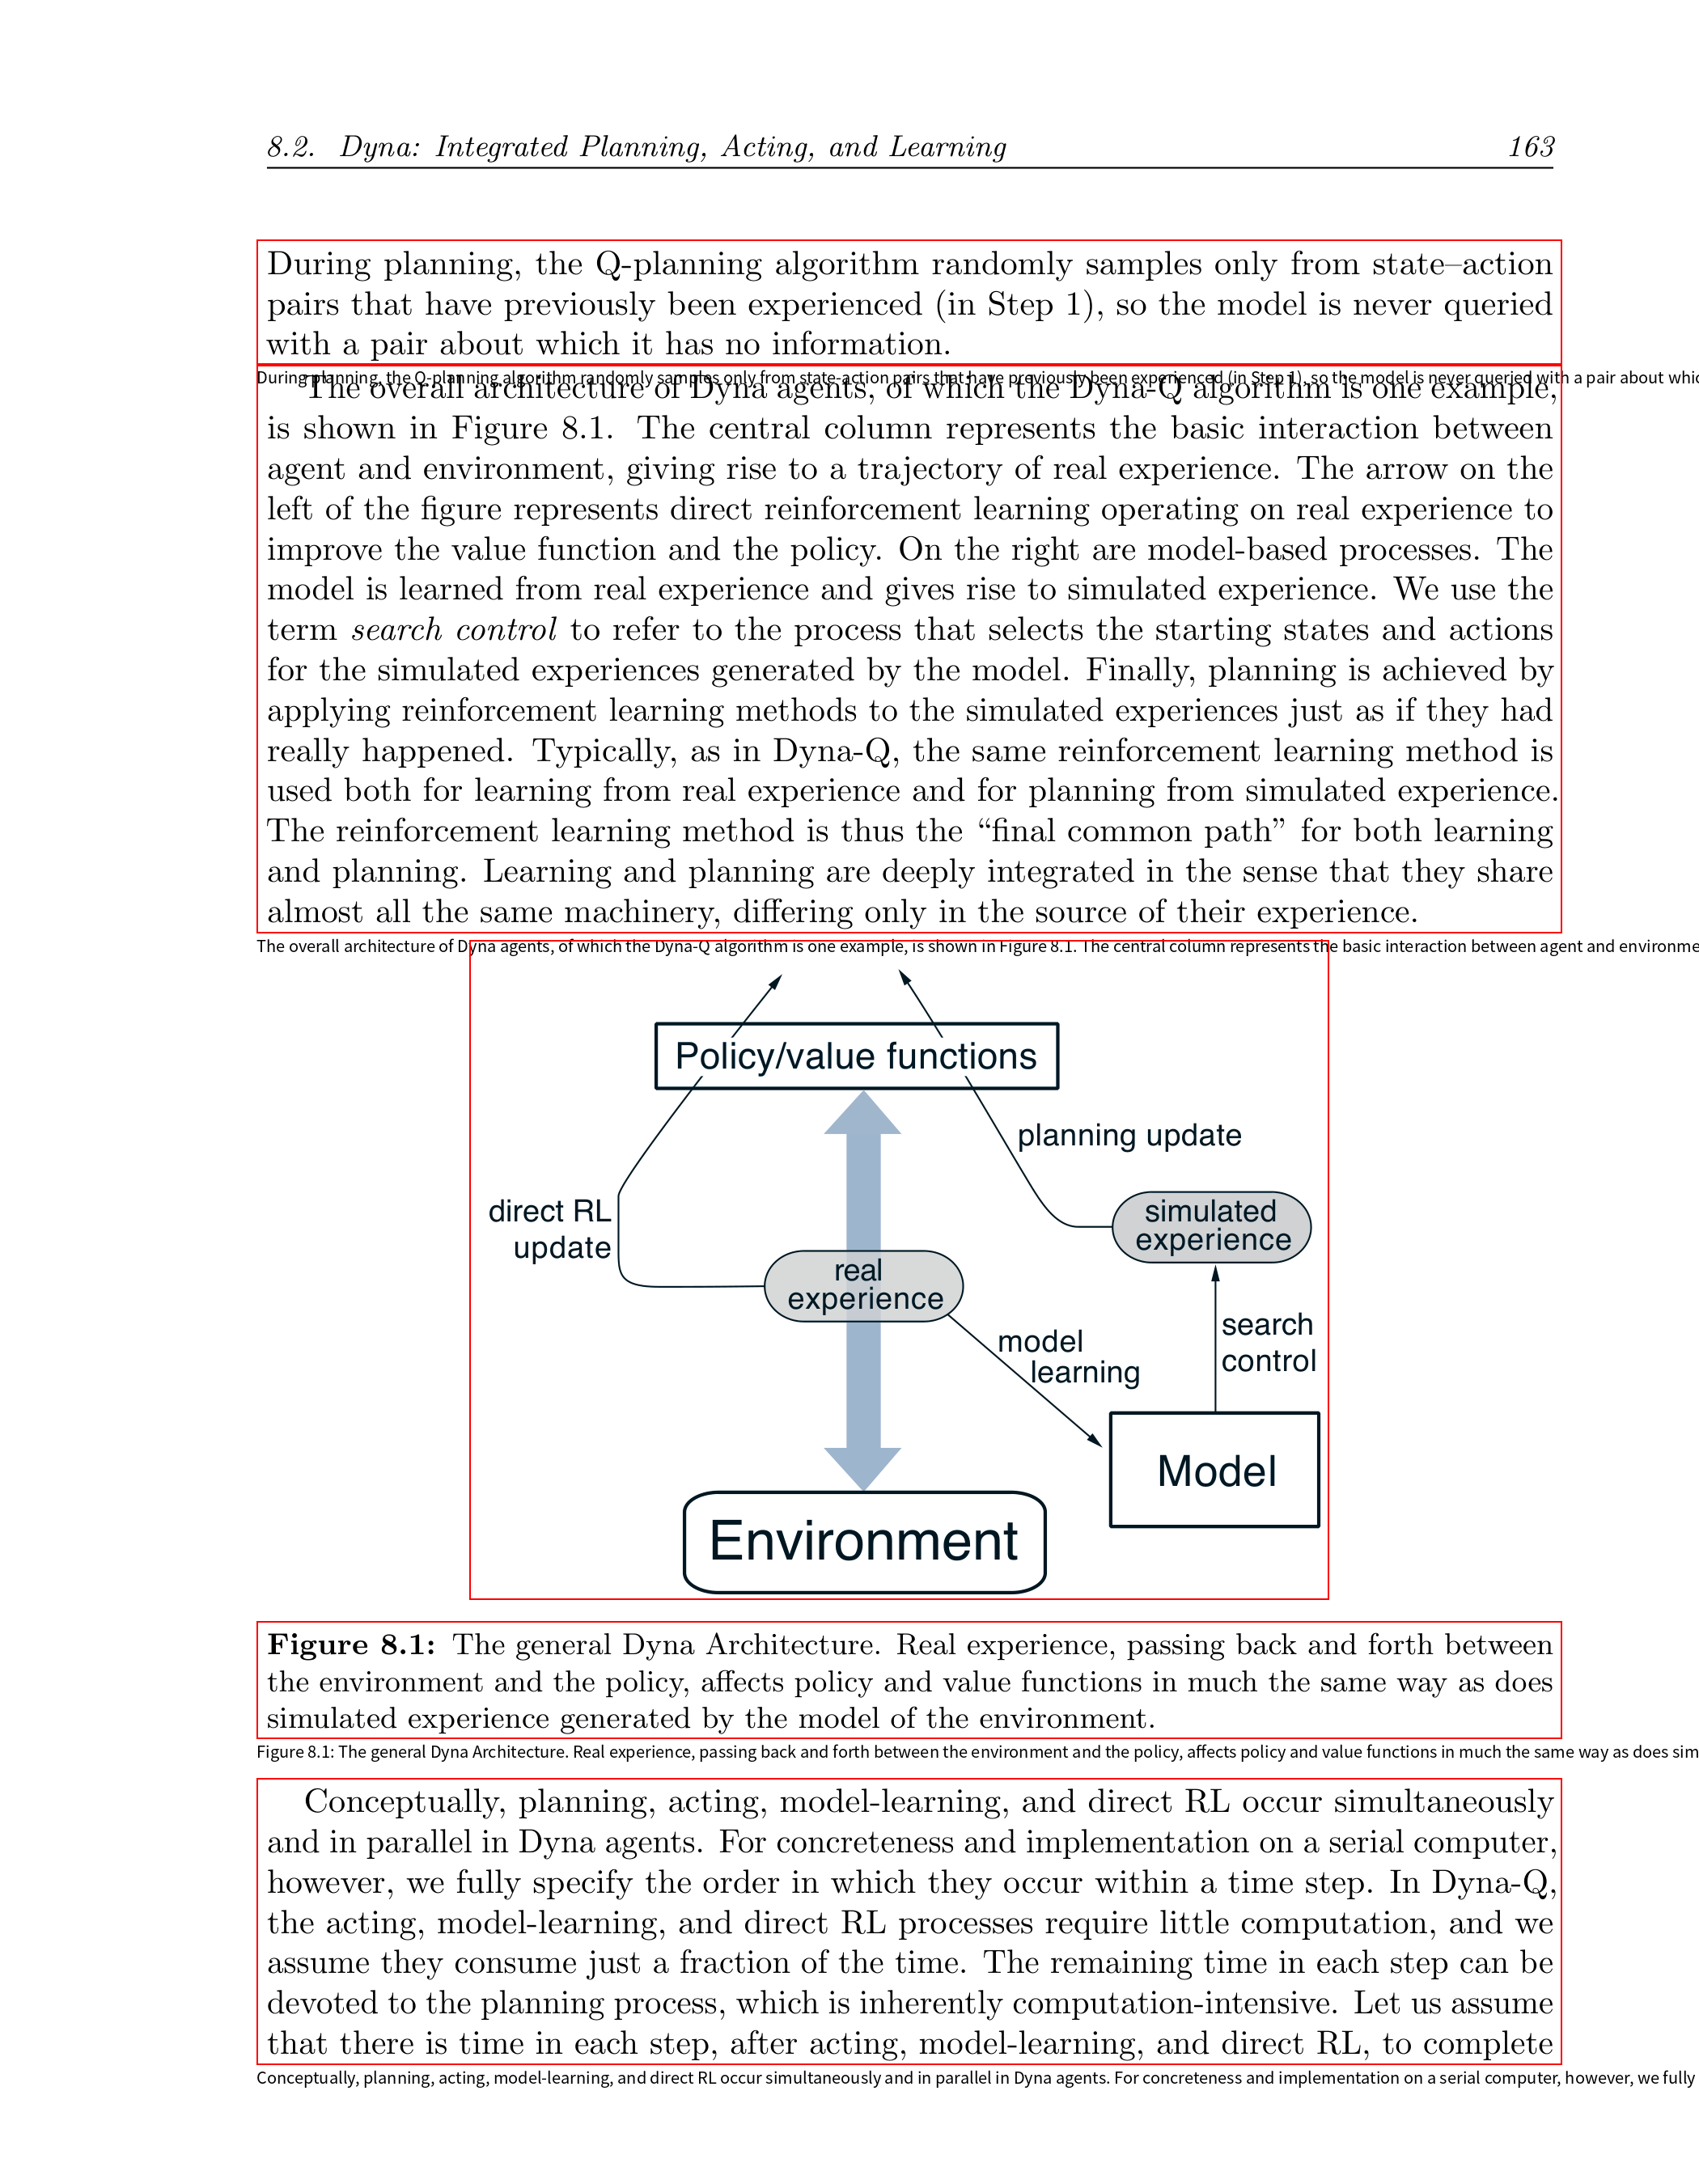 8.2. Dyna: Integrated Planning, Acting, and Learning 163
During planning, the Q-planning algorithm randomly samples only from state–action
pairs that have previously been experienced (in Step 1), so the model is never queried
with a pair about which it has no information.
During planning, the Q-planning algorithm randomly samples only from state-action pairs that have previously been experienced (in Step 1), so the model is never queried with a pair about
The overall architecture of Dyna agents, of which the Dyna-Q algorithm is one example,
is shown in Figure 8.1. The central column represents the basic interaction between
agent and environment, giving rise to a trajectory of real experience. The arrow on the
left of the figure represents direct reinforcement learning operating on real experience to
improve the value function and the policy. On the right are model-based processes. The
model is learned from real experience and gives rise to simulated experience. We use the
term search control to refer to the process that selects the starting states and actions
for the simulated experiences generated by the model. Finally, planning is achieved by
applying reinforcement learning methods to the simulated experiences just as if they had
really happened. Typically, as in Dyna-Q, the same reinforcement learning method is
used both for learning from real experience and for planning from simulated experience.
The reinforcement learning method is thus the “final common path” for both learning
and planning. Learning and planning are deeply integrated in the sense that they share
almost all the same machinery, differing only in the source of their experience.
The overall architecture of Dyna agents, of which the Dyna-Q algorithm is one example, is shown in Figure 8.1. The central column represents the basic interaction between agent and
Policy/value functions
planning update
direct RL
update
simulated
experience
real
experience
model
learning
search
control
Model
Environment
Figure 8.1: The general Dyna Architecture. Real experience, passing back and forth between
the environment and the policy, affects policy and value functions in much the same way as does
simulated experience generated by the model of the environment.
Figure 8.1: The general Dyna Architecture. Real experience, passing back and forth between the environment and the policy, affects policy and value functions in much the same way as does
Conceptually, planning, acting, model-learning, and direct RL occur simultaneously
and in parallel in Dyna agents. For concreteness and implementation on a serial computer,
however, we fully specify the order in which they occur within a time step. In Dyna-Q,
the acting, model-learning, and direct RL processes require little computation, and we
assume they consume just a fraction of the time. The remaining time in each step can be
devoted to the planning process, which is inherently computation-intensive. Let us assume
that there is time in each step, after acting, model-learning, and direct RL, to complete
Conceptually, planning, acting, model-learning, and direct RL occur simultaneously and in parallel in Dyna agents. For concreteness and implementation on a serial computer, however, we fully